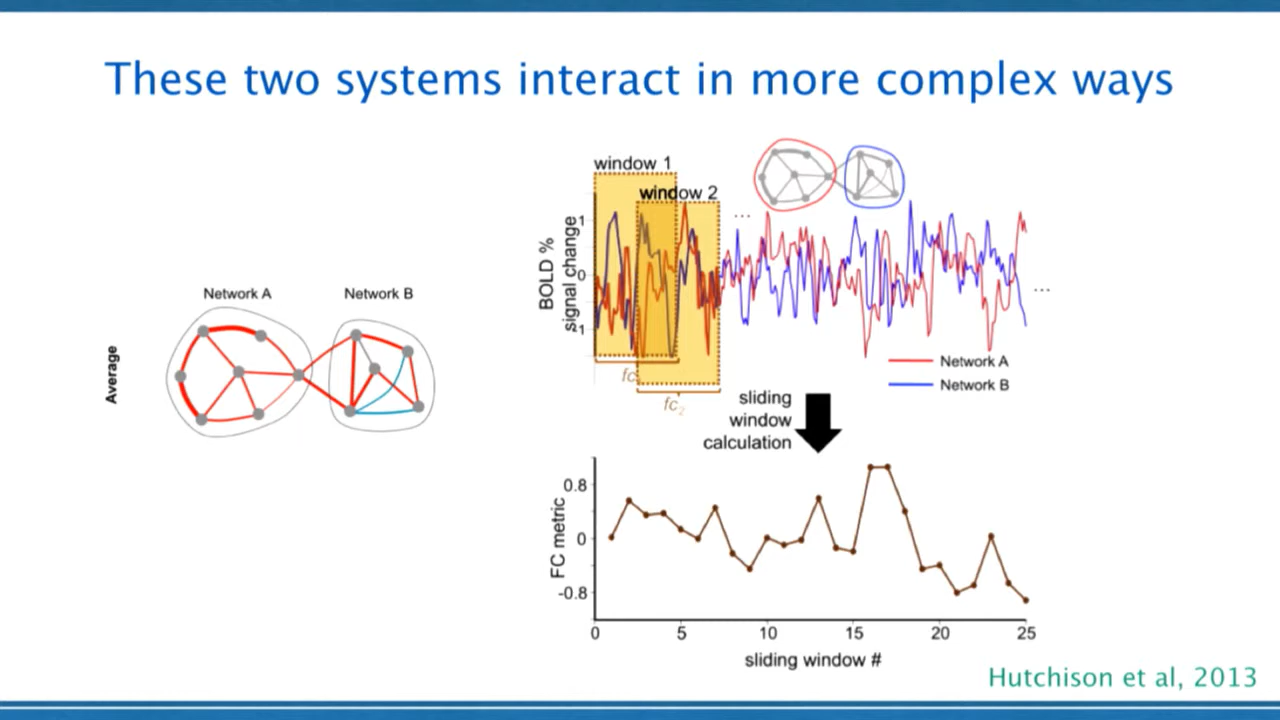 These two systems interact in more complex ways
Network A
Network B
Average
window 1
window 2
...
BOLD %
signal change
1
0
1
...
Network A
Network B
fc
fc2
sliding
window
calculation
FC metric
0.8
0
-0.8
0 5 10 15 20 25
sliding window #
Hutchison et al, 2013